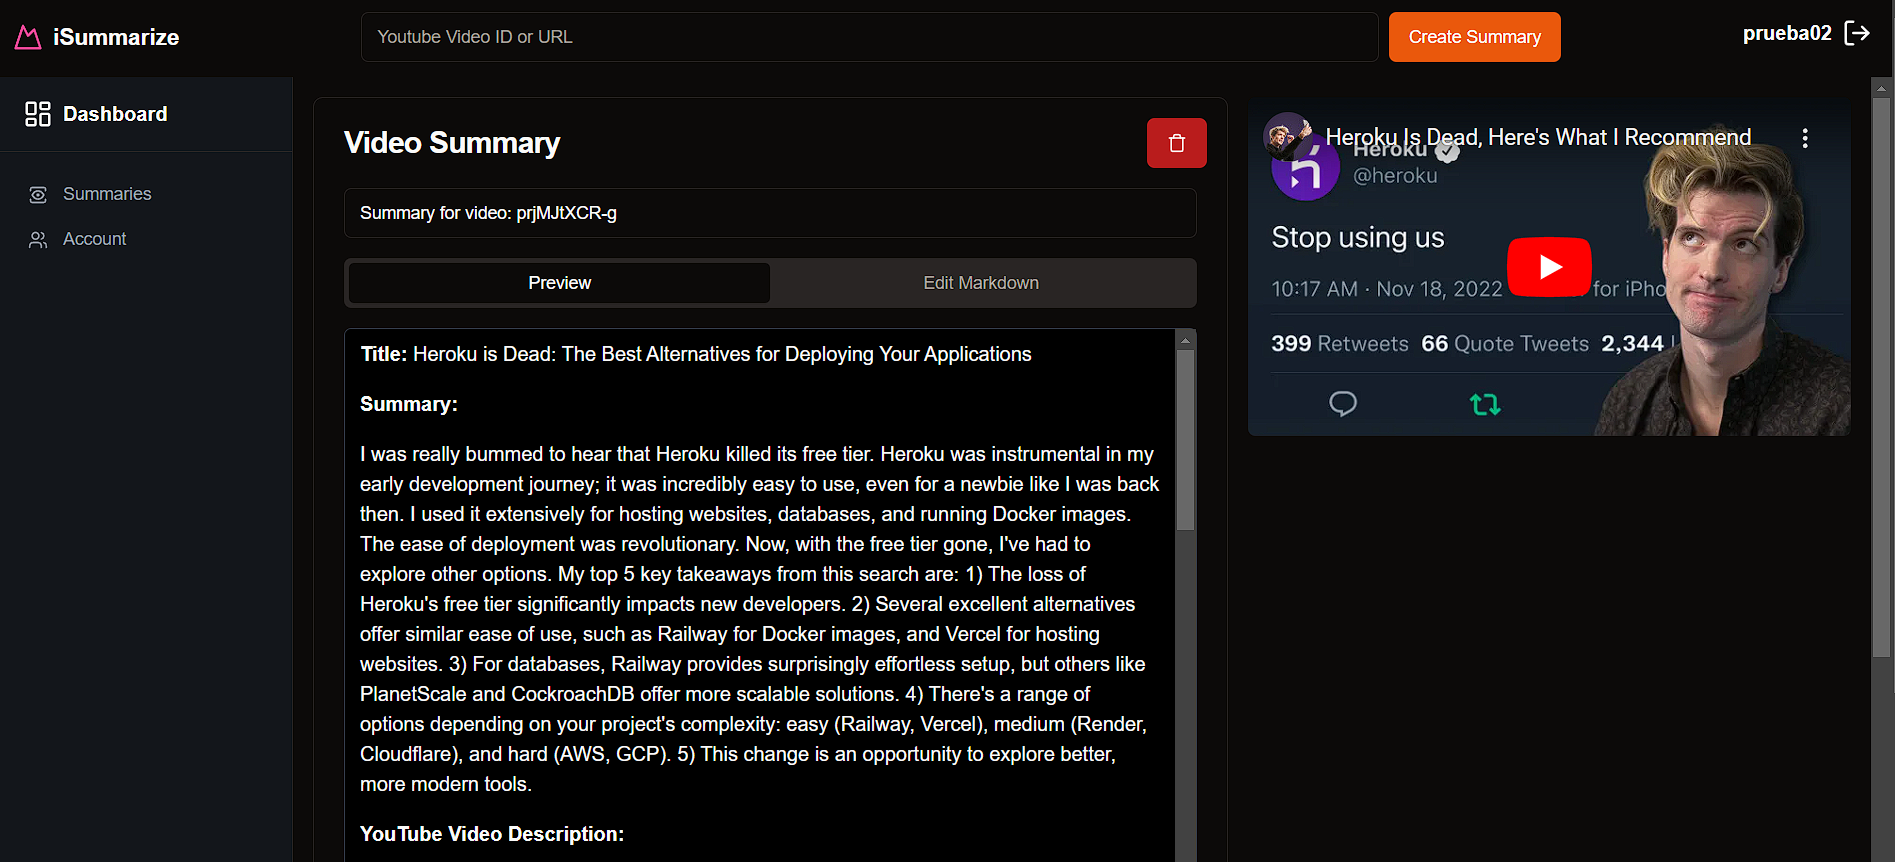 iSummarize
Youtube Video ID or URL
Create Summary
prueba02
Dashboard
Summaries
Account
Video Summary
Summary for video: prjMJtXCR-g
Preview
Edit Markdown
Title: Heroku is Dead: The Best Alternatives for Deploying Your Applications
Summary:
I was really bummed to hear that Heroku killed its free tier. Heroku was instrumental in my
early development journey; it was incredibly easy to use, even for a newbie like I was back
then. I used it extensively for hosting websites, databases, and running Docker images.
The ease of deployment was revolutionary. Now, with the free tier gone, I've had to
explore other options. My top 5 key takeaways from this search are: 1) The loss of
Heroku's free tier significantly impacts new developers. 2) Several excellent alternatives
offer similar ease of use, such as Railway for Docker images, and Vercel for hosting
websites. 3) For databases, Railway provides surprisingly effortless setup, but others like
PlanetScale and CockroachDB offer more scalable solutions. 4) There's a range of
options depending on your project's complexity: easy (Railway, Vercel), medium (Render,
Cloudflare), and hard (AWS, GCP). 5) This change is an opportunity to explore better,
more modern tools.
YouTube Video Description:
Heroku Is Dead, Here's What I Recommend
Heroku
@heroku
Stop using us
10:17 AM · Nov 18, 2022 for iPho
399 Retweets 66 Quote Tweets 2,344